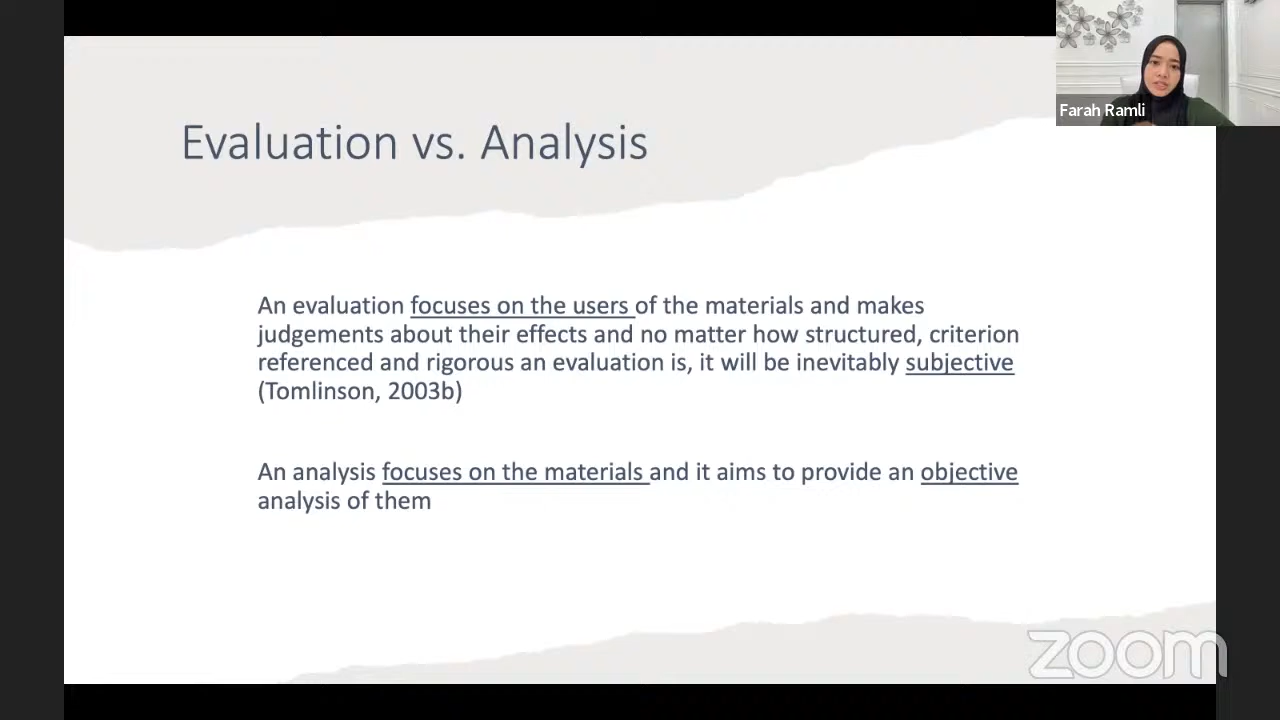 Farah Ramli
Evaluation vs. Analysis
An evaluation focuses on the users of the materials and makes
judgements about their effects and no matter how structured, criterion
referenced and rigorous an evaluation is, it will be inevitably subjective
(Tomlinson, 2003b)
An analysis focuses on the materials and it aims to provide an objective
analysis of them
zoom